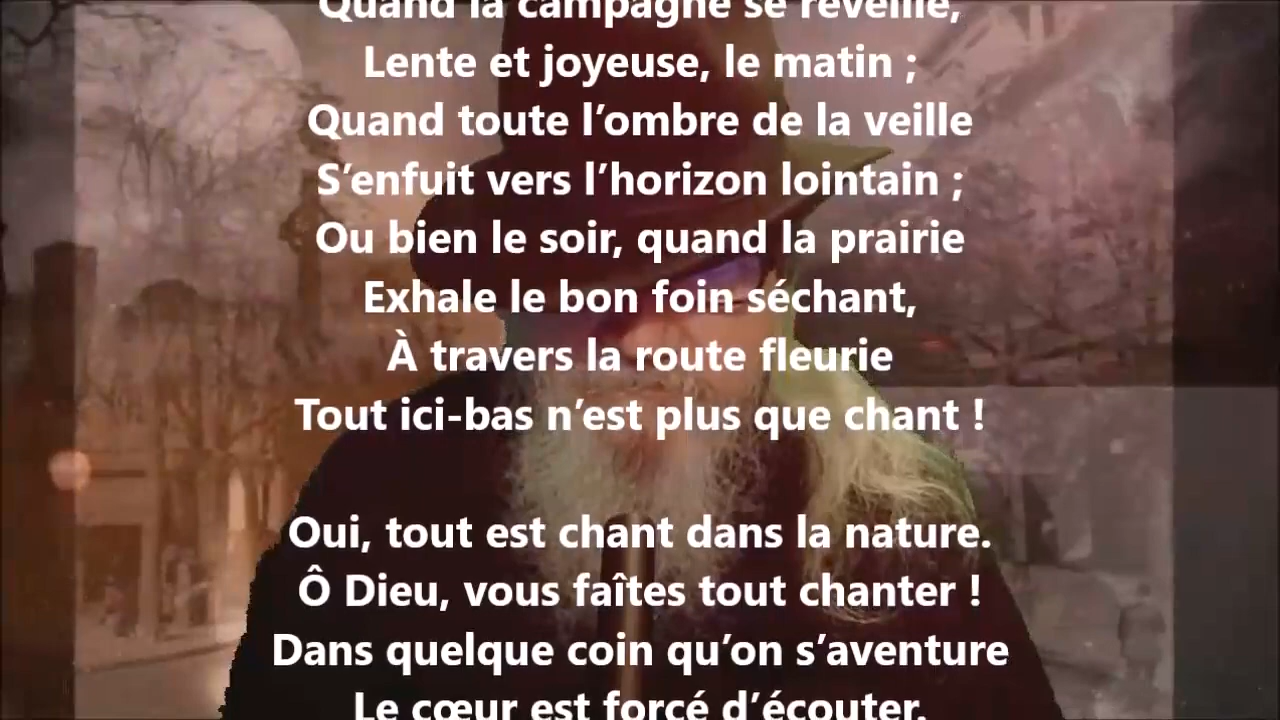 Quand la campagne se réveille,
Lente et joyeuse, le matin ;
Quand toute l’ombre de la veille
S’enfuit vers l’horizon lointain ;
Ou bien le soir, quand la prairie
Exhale le bon foin séchant,
À travers la route fleurie
Tout ici-bas n’est plus que chant !
Oui, tout est chant dans la nature.
Ô Dieu, vous faîtes tout chanter !
Dans quelque coin qu’on s’aventure
Le cœur est forcé d’écouter.